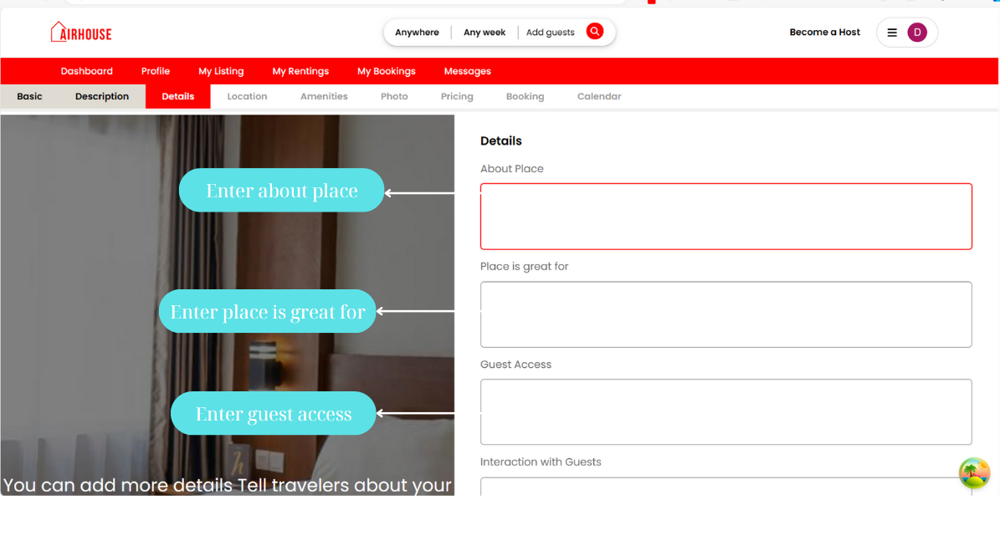 AIRHOUSE
Anywhere Any week Add guests
Become a Host
D
Dashboard Profile My Listing My Rentings My Bookings Messages
Basic Description Details Location Amenities Photo Pricing Booking Calendar
Details
About Place
Enter about place
Place is great for
Enter place is great for
Guest Access
Enter guest access
Interaction with Guests
h
You can add more details Tell travelers about your